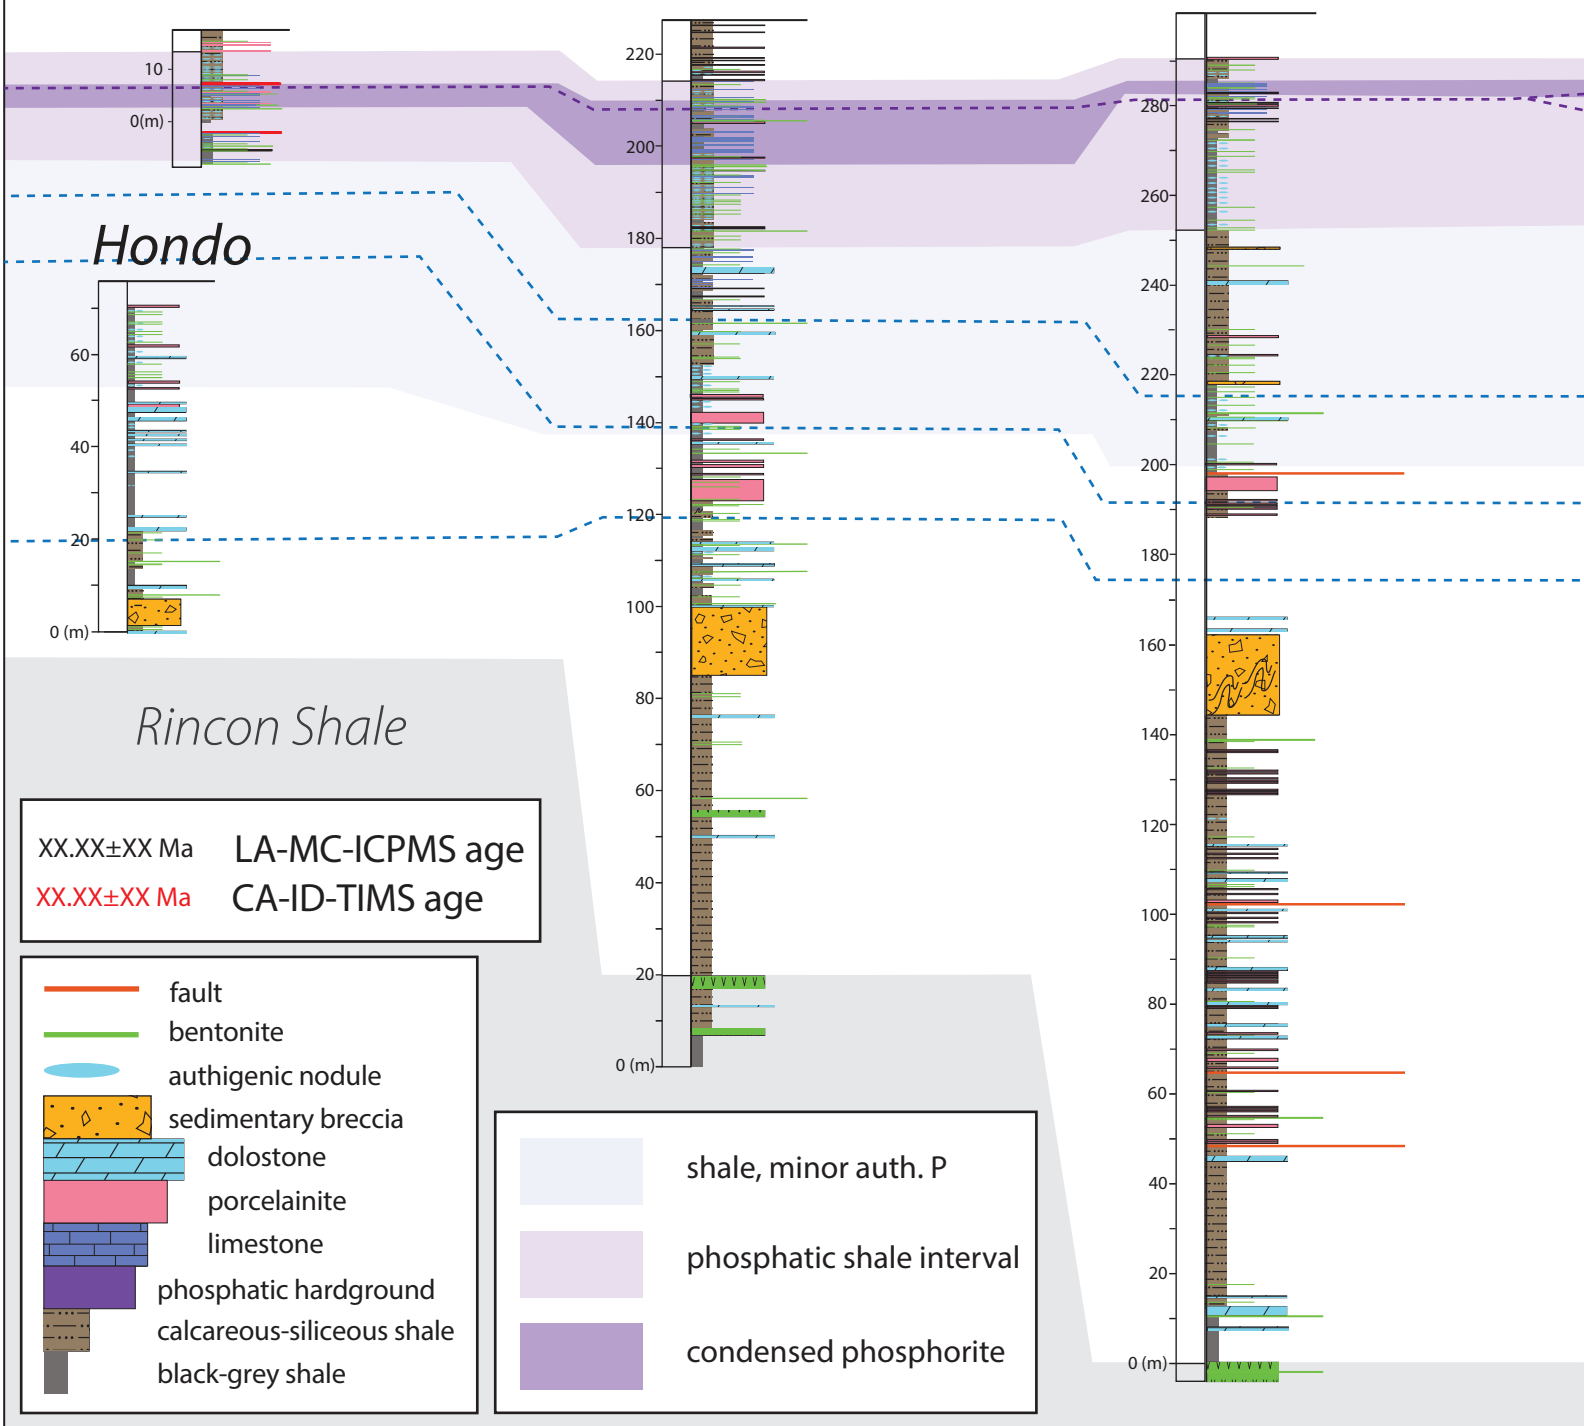 10
0(m)
Hondo
60
40
20
0 (m)
220
200
180
160
140
120
100
80
60
40
20
0 (m)
280
260
240
220
200
180
160
140
120
100
80
60
40
20
0 (m)
Rincon Shale
XX.XX±XX Ma LA-MC-ICPMS age
XX.XX±XX Ma CA-ID-TIMS age
fault
bentonite
authigenic nodule
sedimentary breccia
dolostone
porcelainite
limestone
phosphatic hardground
calcareous-siliceous shale
black-grey shale
shale, minor auth. P
phosphatic shale interval
condensed phosphorite